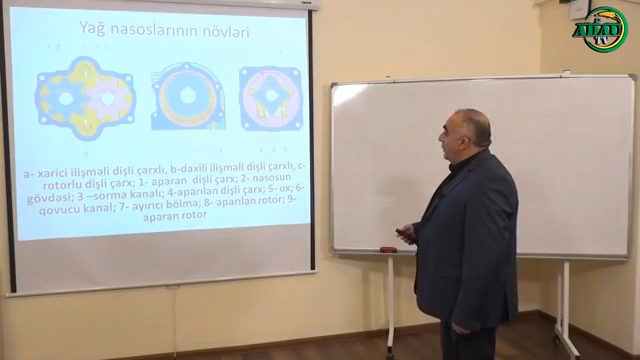 Yağ nasoslarının növləri
a- xarici ilişməli dişli çarxlı, b-daxili ilişməli dişli çarxlı, c-
rotorlu dişli çarx; 1- aparan dişli çarx; 2- nasosun
gövdəsi; 3 –sorma kanalı; 4-aparılan dişli çarx; 5- ox; 6-
qovucu kanal; 7- ayırıcı bölmə; 8- aparılan rotor; 9-
aparan rotor
ADAU
TV